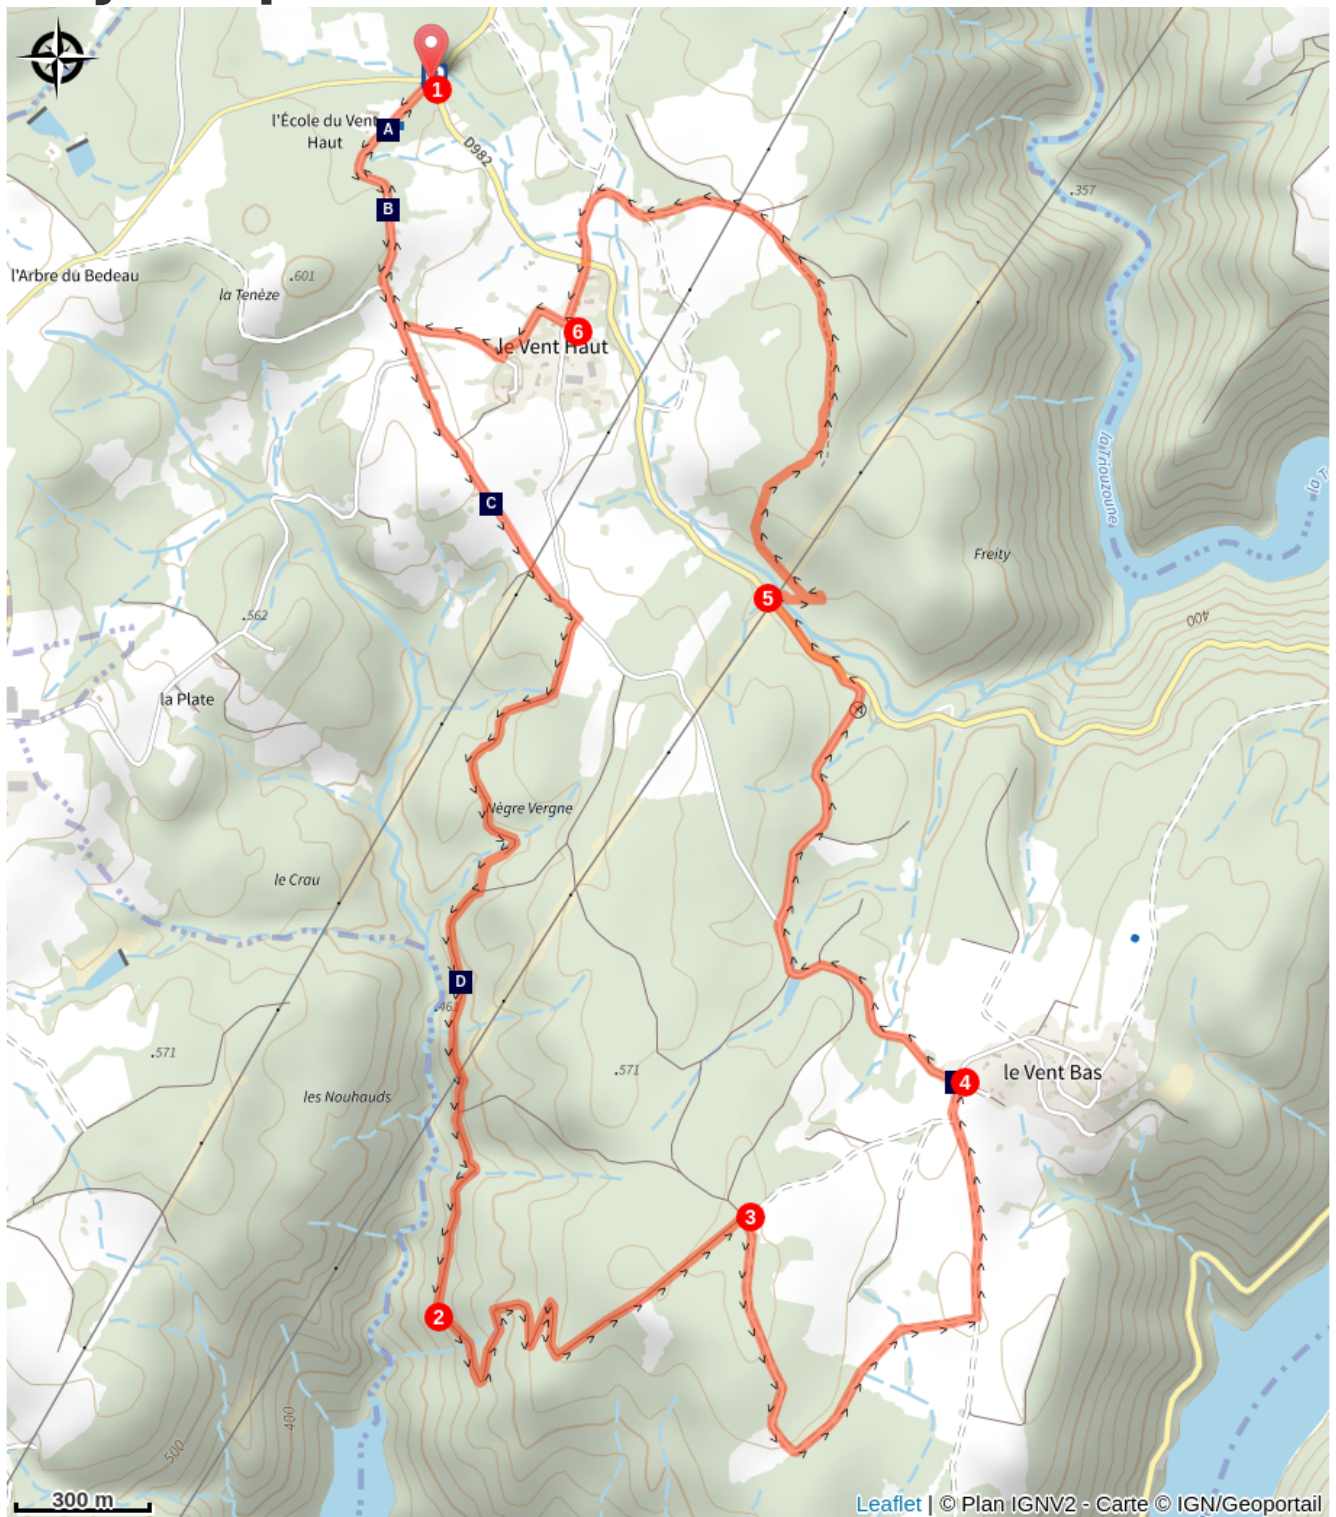 1
A
l'École du Vent
Haut
D982
.357
B
l'Arbre du Bedeau
.601
la Tenèze
6
le Vent Haut
la Triouzoune
C
Freity
5
400
.562
la Plate
Nègre Vergne
le Crau
D
.571
.571
les Nouhauds
4
le Vent Bas
3
2
400
500
300 m
Leaflet | © Plan IGNV2 - Carte © IGN/Geoportail